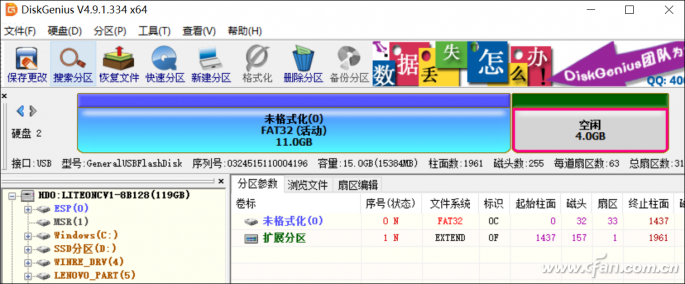 DiskGenius V4.9.1.334 x64
文件(F) 硬盘(D) 分区(P) 工具(T) 查看(V) 帮助(H)
保存更改 搜索分区 恢复文件 快速分区 新建分区 格式化 删除分区 备份分区
数据丢失怎么办!
DiskGenius团队为
QQ: 40
硬盘 2
未格式化(0)
FAT32 (活动)
11.0GB
空闲
4.0GB
接口:USB 型号:GeneralUSBFlashDisk 序列号:0324515110004196 容量:15.0GB(15384MB) 柱面数:1961 磁头数:255 每道扇区数:63 总扇区数:31
HD0:LITEONCV1-8B128(119GB)
ESP(0)
MSR(1)
Windows(C:)
SSD分区(D:)
WINRE_DRV(4)
LENOVO_PART(5)
分区参数 浏览文件 扇区编辑
卷标 序号(状态) 文件系统 标识 起始柱面 磁头 扇区 终止柱面
未格式化(0) 0 N FAT32 0C 0 32 33 1437
扩展分区 1 N EXTEND 0F 1437 157 1 1961
www.cfan.com.cn